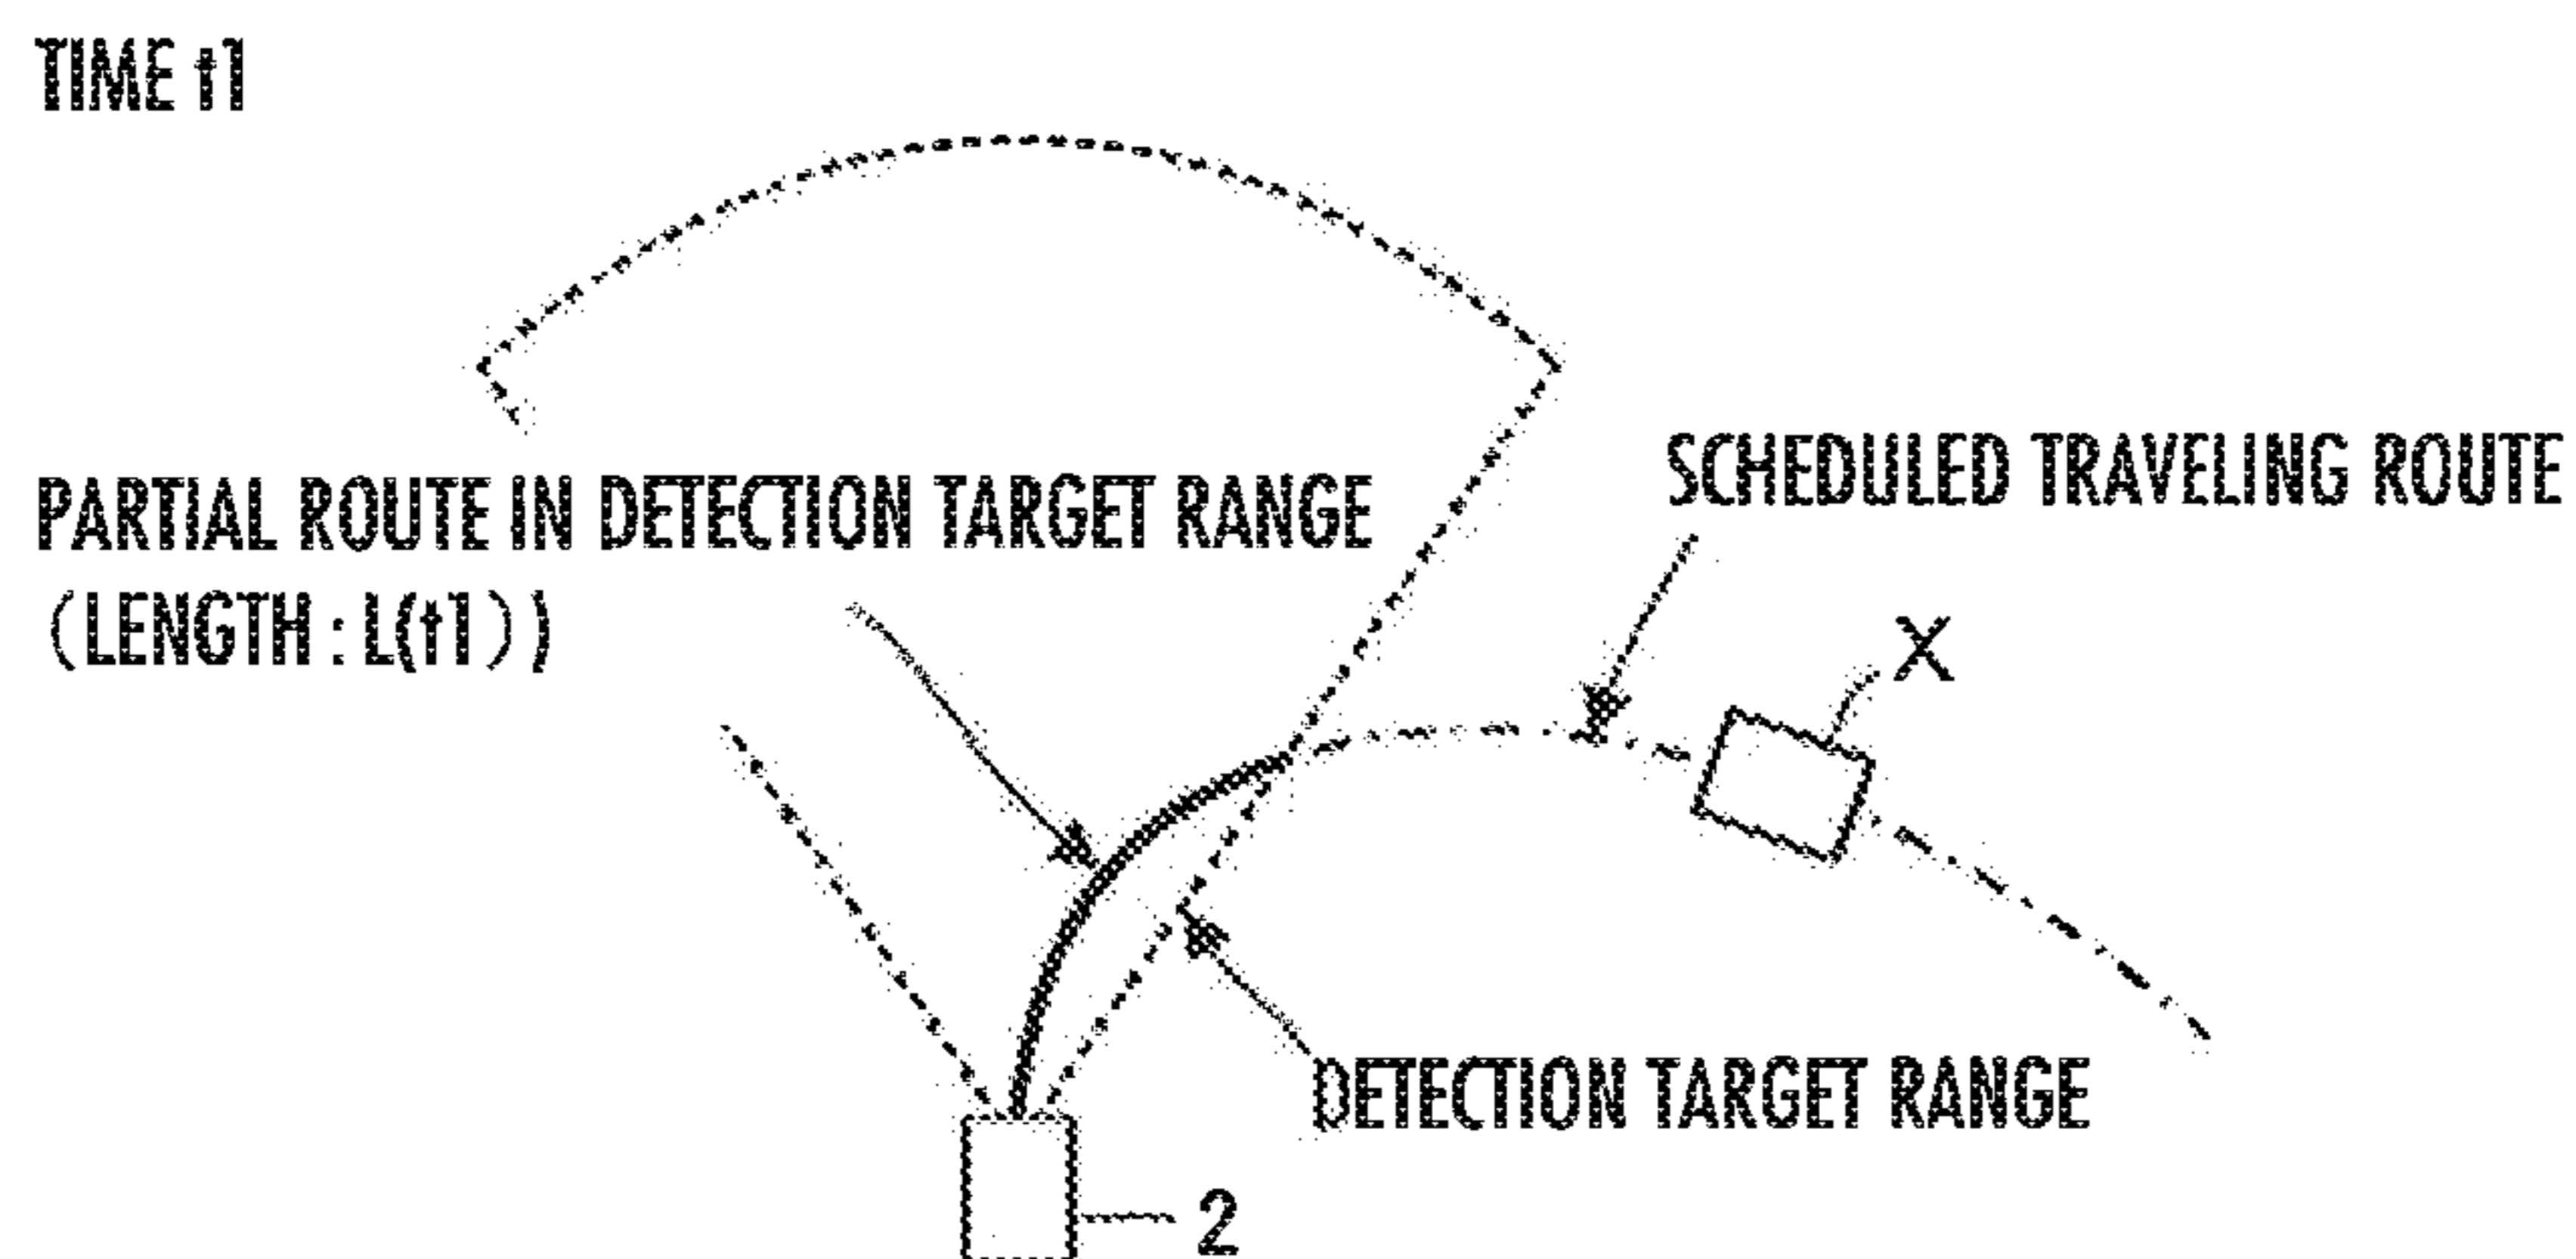 TIME t1
PARTIAL ROUTE IN DETECTION TARGET RANGE
(LENGTH : L(t1))
SCHEDULED TRAVELING ROUTE
X
DETECTION TARGET RANGE
2